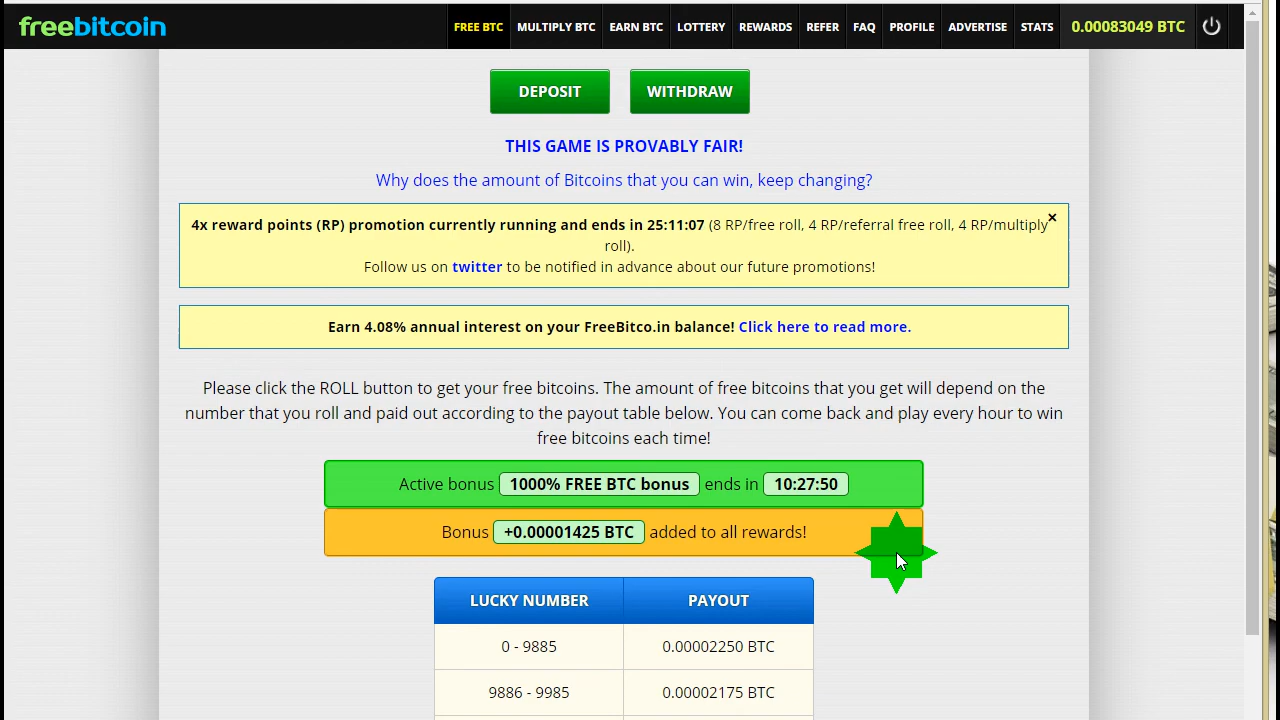 freebitcoin FREE BTC MULTIPLY BTC EARN BTC LOTTERY REWARDS REFER FAQ PROFILE ADVERTISE STATS 0.00083049 BTC
DEPOSIT WITHDRAW
THIS GAME IS PROVABLY FAIR!
Why does the amount of Bitcoins that you can win, keep changing?
4x reward points (RP) promotion currently running and ends in 25:11:07 (8 RP/free roll, 4 RP/referral free roll, 4 RP/multiply
roll).
Follow us on twitter to be notified in advance about our future promotions!
Earn 4.08% annual interest on your FreeBitco.in balance! Click here to read more.
Please click the ROLL button to get your free bitcoins. The amount of free bitcoins that you get will depend on the
number that you roll and paid out according to the payout table below. You can come back and play every hour to win
free bitcoins each time!
Active bonus 1000% FREE BTC bonus ends in 10:27:50
Bonus +0.00001425 BTC added to all rewards!
LUCKY NUMBER PAYOUT
0 - 9885 0.00002250 BTC
9886 - 9985 0.00002175 BTC